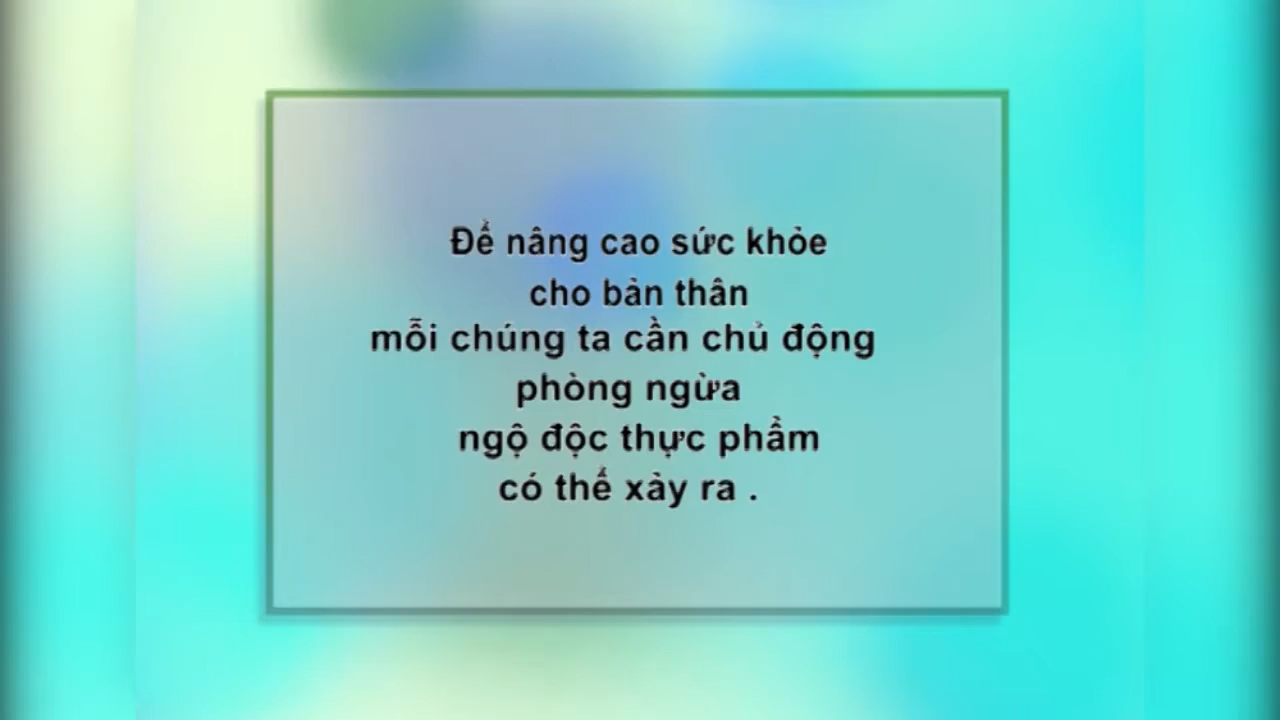 Để nâng cao sức khỏe
cho bản thân
mỗi chúng ta cần chủ động
phòng ngừa
ngộ độc thực phẩm
có thể xảy ra .